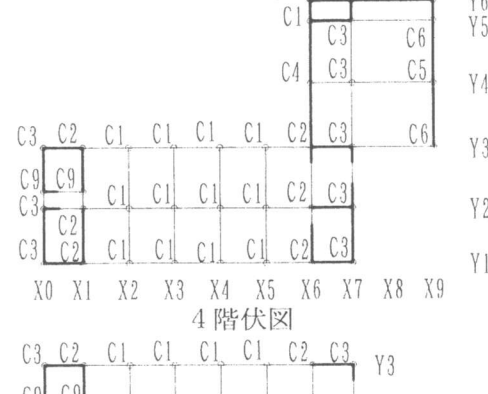 Y6
C1 Y5
C3 C6
C4 C3 C5 Y4
C3 C2 C1 C1 C1 C1 C2 C3 C6 Y3
C9 C9
C3 C1 C1 C1 C1 C2 C3 Y2
C2
C3 C2 C1 C1 C1 C1 C2 C3 Y1
X0 X1 X2 X3 X4 X5 X6 X7 X8 X9
4階伏図
C3 C2 C1 C1 C1 C1 C2 C3 Y3
C9 C9